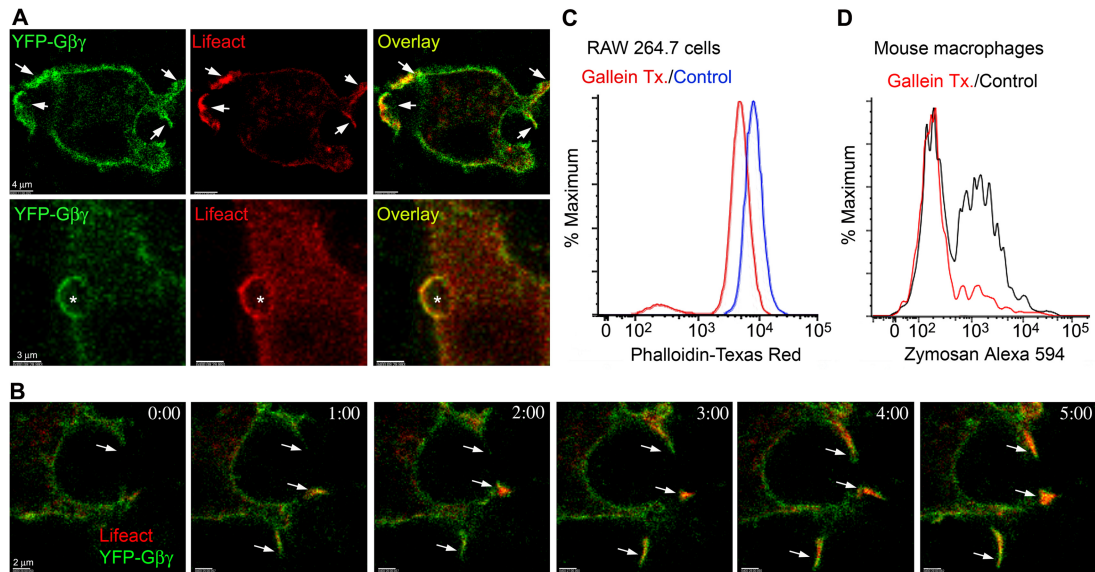 A
YFP-Gβγ
Lifeact
Overlay
4 µm
YFP-Gβγ
Lifeact
Overlay
*
*
*
3 µm
C
RAW 264.7 cells
Gallein Tx./Control
% Maximum
0 10² 10³ 10⁴ 10⁵
Phalloidin-Texas Red
D
Mouse macrophages
Gallein Tx./Control
% Maximum
0 10² 10³ 10⁴ 10⁵
Zymosan Alexa 594
B
0:00
1:00
2:00
3:00
4:00
5:00
Lifeact
YFP-Gβγ
2 µm